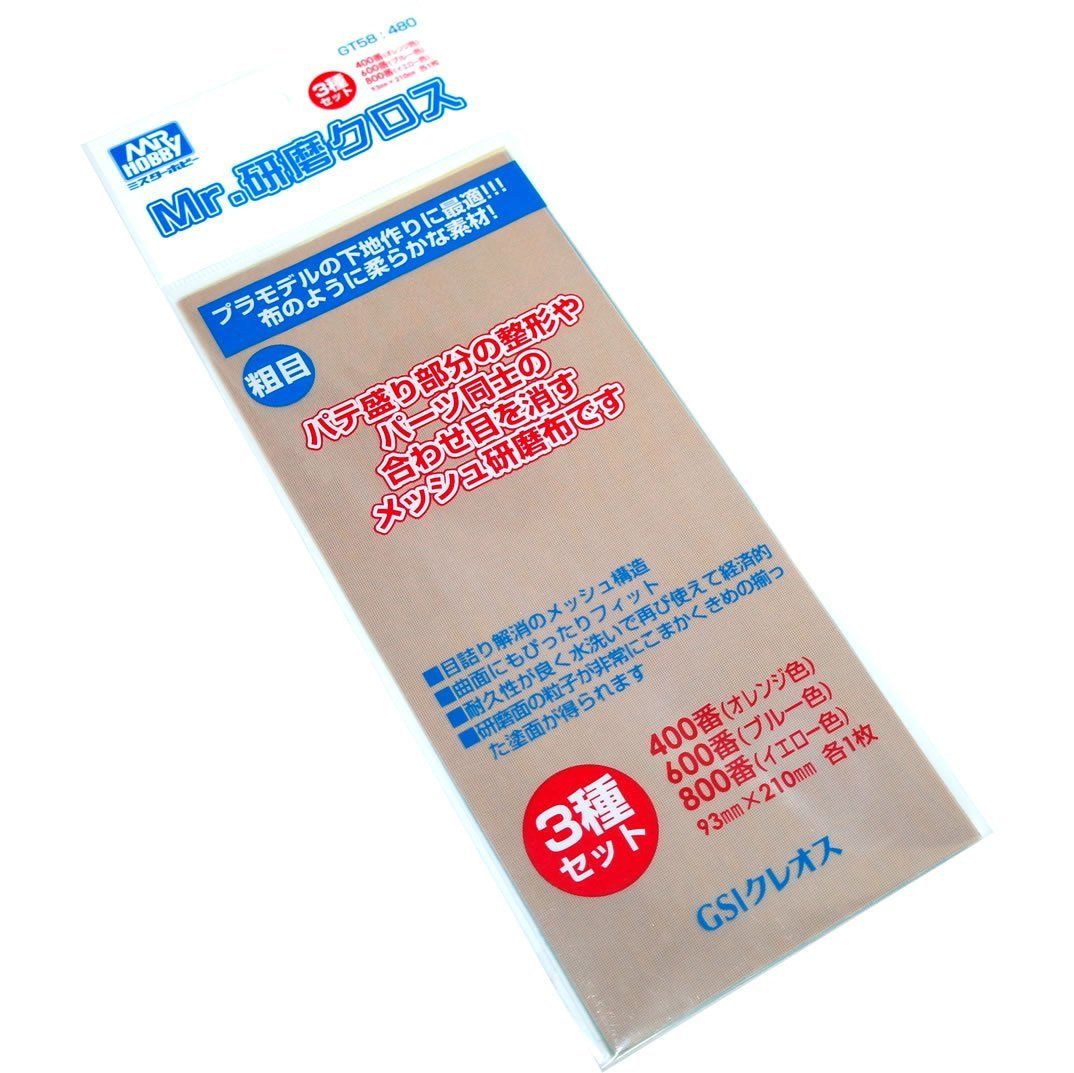 GT58:480
3種
セット
400番(オレンジ色)
600番(ブルー色)
800番(イエロー色)
93mm×210mm 各1枚
MR
HOBBY
ミスターホビー
Mr.研磨クロス
プラモデルの下地作りに最適!!!
布のように柔らかな素材!
粗目
パテ盛り部分の整形や
パーツ同士の
合わせ目を消す
メッシュ研磨布です
■目詰り解消のメッシュ構造
■曲面にもぴったりフィット
■耐久性が良く水洗いで再び使えて経済的
■研磨面の粒子が非常にこまかくきめの揃っ
た塗面が得られます
3種
セット
400番(オレンジ色)
600番(ブルー色)
800番(イエロー色)
93mm×210mm 各1枚
GSIクレオス